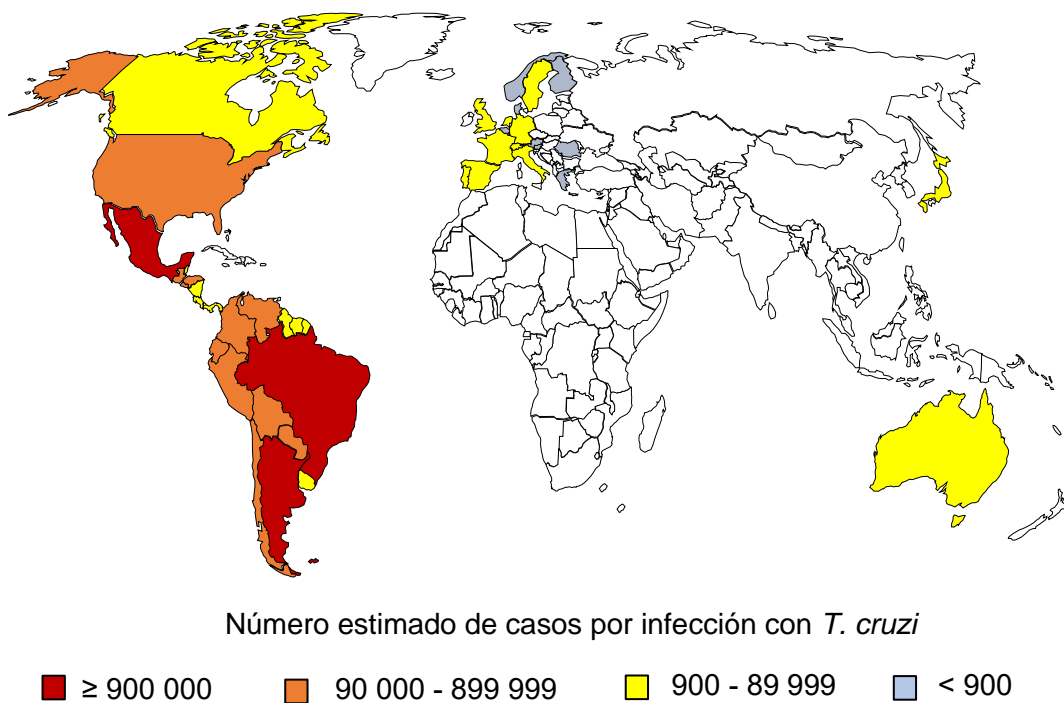 Número estimado de casos por infección con T. cruzi
≥ 900 000 90 000 - 899 999 900 - 89 999 < 900